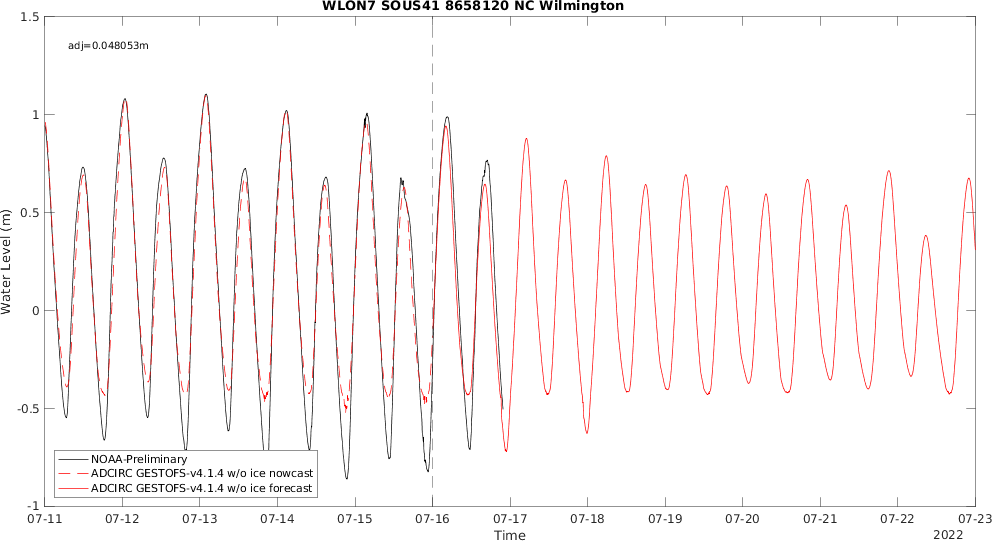 WLON7 SOUS41 8658120 NC Wilmington
adj=0.048053m
1.5
1
0.5
0
-0.5
-1
Water Level (m)
NOAA-Preliminary
ADCIRC GESTOFS-v4.1.4 w/o ice nowcast
ADCIRC GESTOFS-v4.1.4 w/o ice forecast
07-11 07-12 07-13 07-14 07-15 07-16 07-17 07-18 07-19 07-20 07-21 07-22 07-23
Time
2022